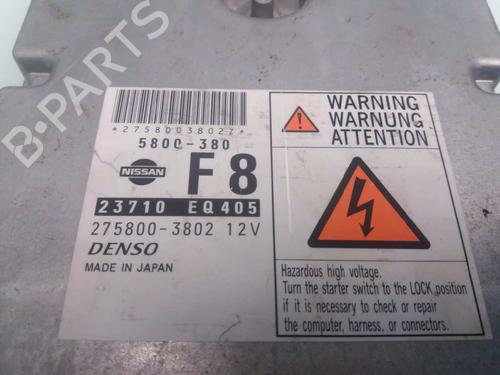 *27580038022*
5800-380
NISSAN
F8
23710 EQ405
275800-3802 12V
DENSO
MADE IN JAPAN
WARNING
WARNUNG
ATTENTION
Hazardous high voltage.
Turn the starter switch to the LOCK position
if it is necessary to check or repair
the computer, harness, or connectors.
B-PARTS